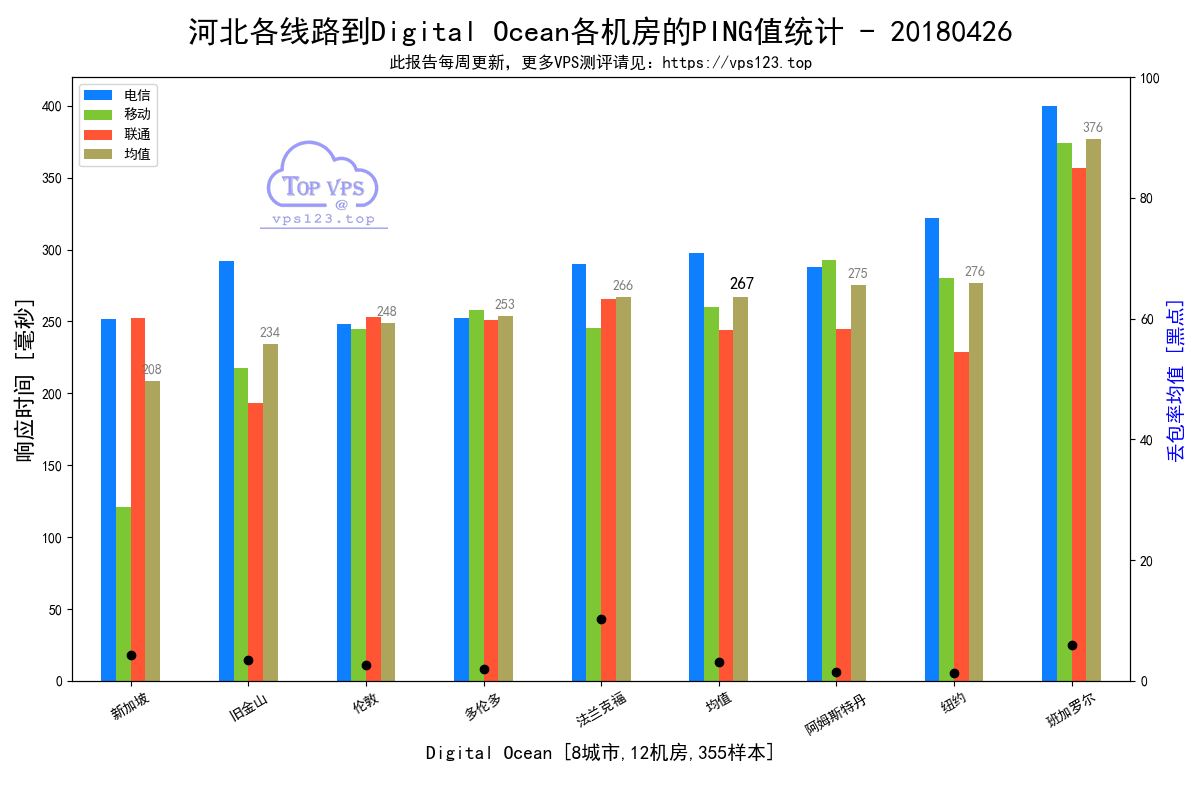 河北各线路到Digital Ocean各机房的PING值统计 - 20180426
此报告每周更新，更多VPS测评请见：https://vps123.top
电信
移动
联通
均值
TOP VPS
@
vps123.top
响应时间 [毫秒]
400
350
300
250
200
150
100
50
0
208
234
248
253
266
267
275
276
376
100
80
60
40
20
0
丢包率均值 [黑点]
新加坡
旧金山
伦敦
多伦多
法兰克福
均值
阿姆斯特丹
纽约
班加罗尔
Digital Ocean [8城市,12机房,355样本]